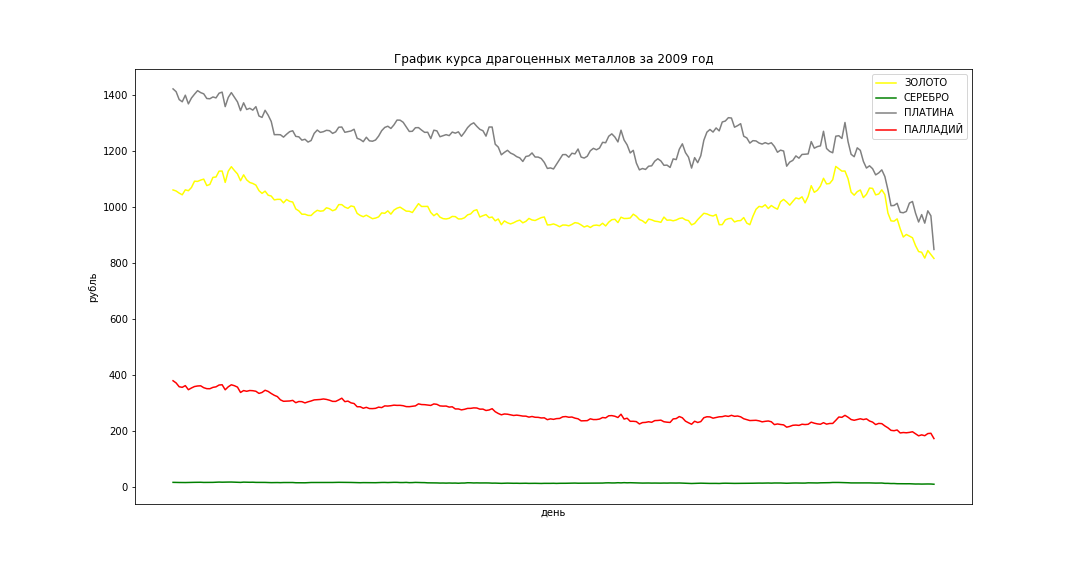 График курса драгоценных металлов за 2009 год
ЗОЛОТО
СЕРЕБРО
ПЛАТИНА
ПАЛЛАДИЙ
1400
1200
1000
800
600
400
200
0
рубль
день